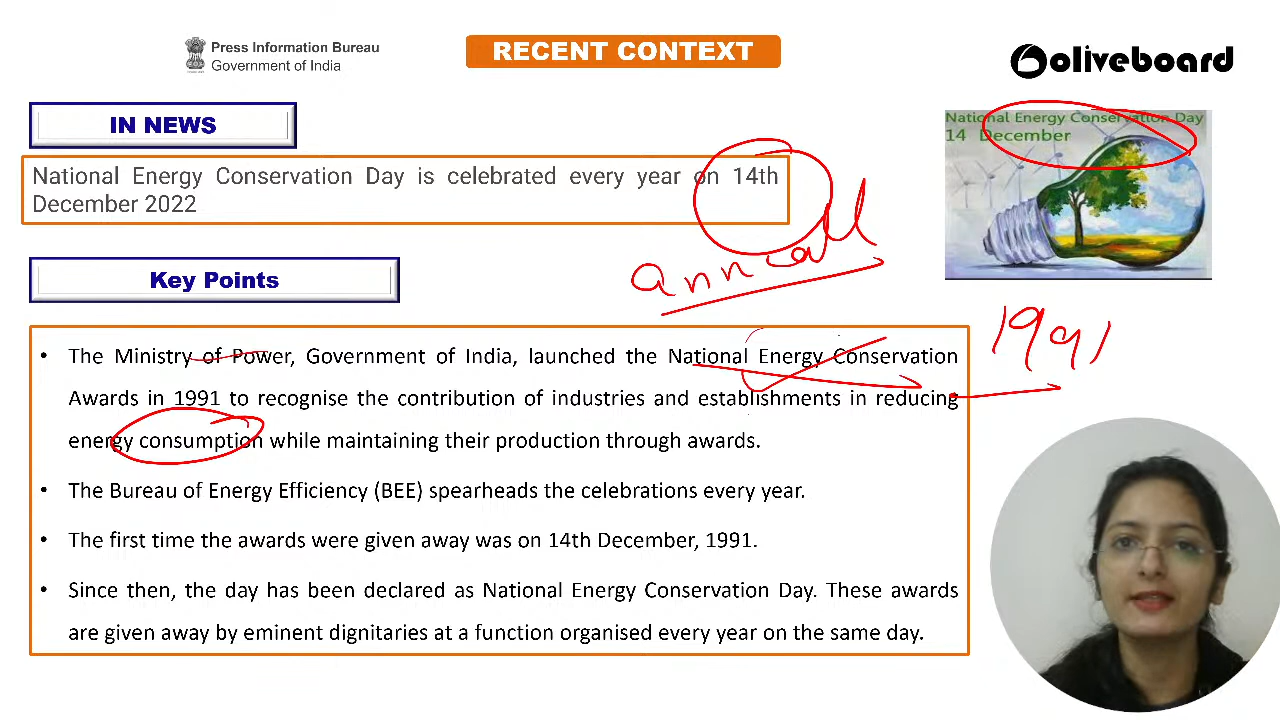 Press Information Bureau
Government of India
RECENT CONTEXT
oliveboard
IN NEWS
National Energy Conservation Day
14 December
National Energy Conservation Day is celebrated every year on 14th
December 2022
annual
Key Points
1991
• The Ministry of Power, Government of India, launched the National Energy Conservation
Awards in 1991 to recognise the contribution of industries and establishments in reducing
energy consumption while maintaining their production through awards.
• The Bureau of Energy Efficiency (BEE) spearheads the celebrations every year.
• The first time the awards were given away was on 14th December, 1991.
• Since then, the day has been declared as National Energy Conservation Day. These awards
are given away by eminent dignitaries at a function organised every year on the same day.